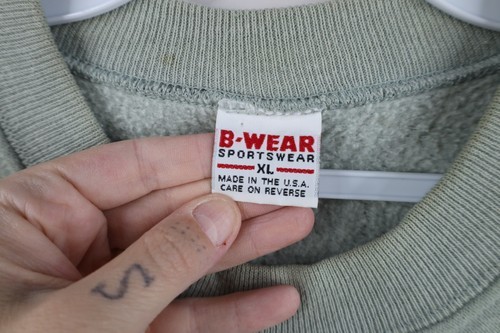 B-WEAR
SPORTSWEAR
XL
MADE IN THE U.S.A.
CARE ON REVERSE